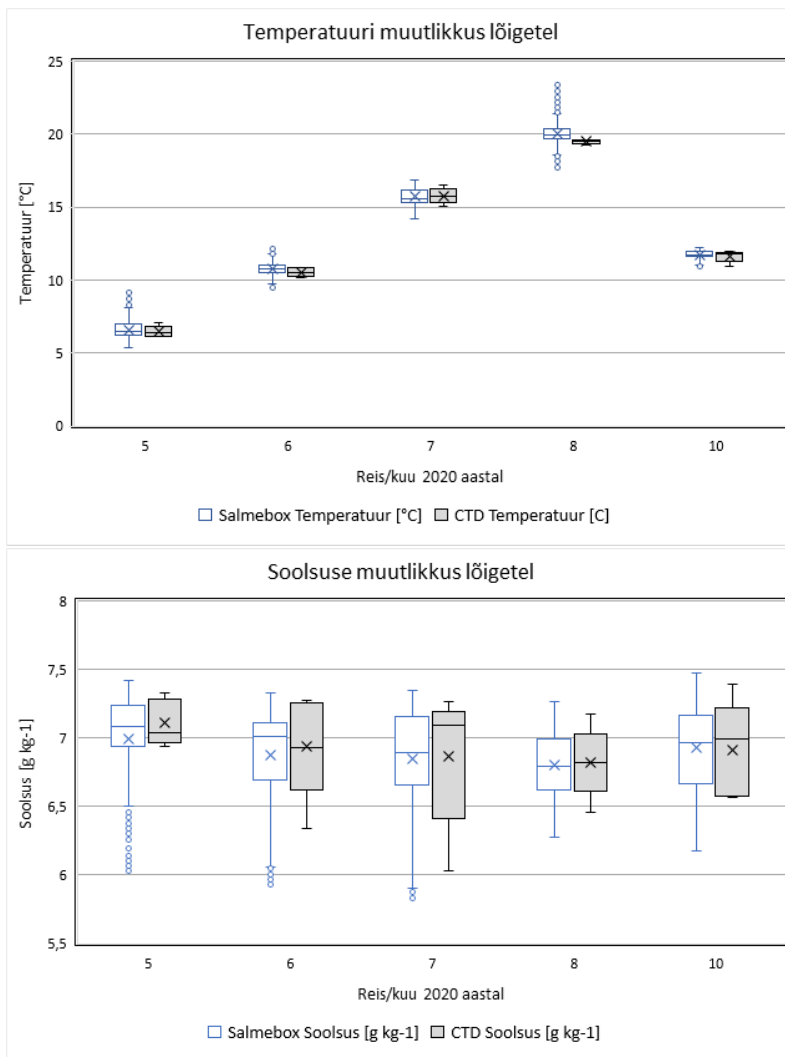 Temperatuuri muutlikkus lõigetel
25
20
15
10
5
0
Temperatuur [°C]
5 6 7 8 10
Reis/kuu 2020 aastal
Salmebox Temperatuur [°C] CTD Temperatuur [C]
Soolsuse muutlikkus lõigetel
8
7,5
7
6,5
6
5,5
Soolsus [g kg-1]
5 6 7 8 10
Reis/kuu 2020 aastal
Salmebox Soolsus [g kg-1] CTD Soolsus [g kg-1]